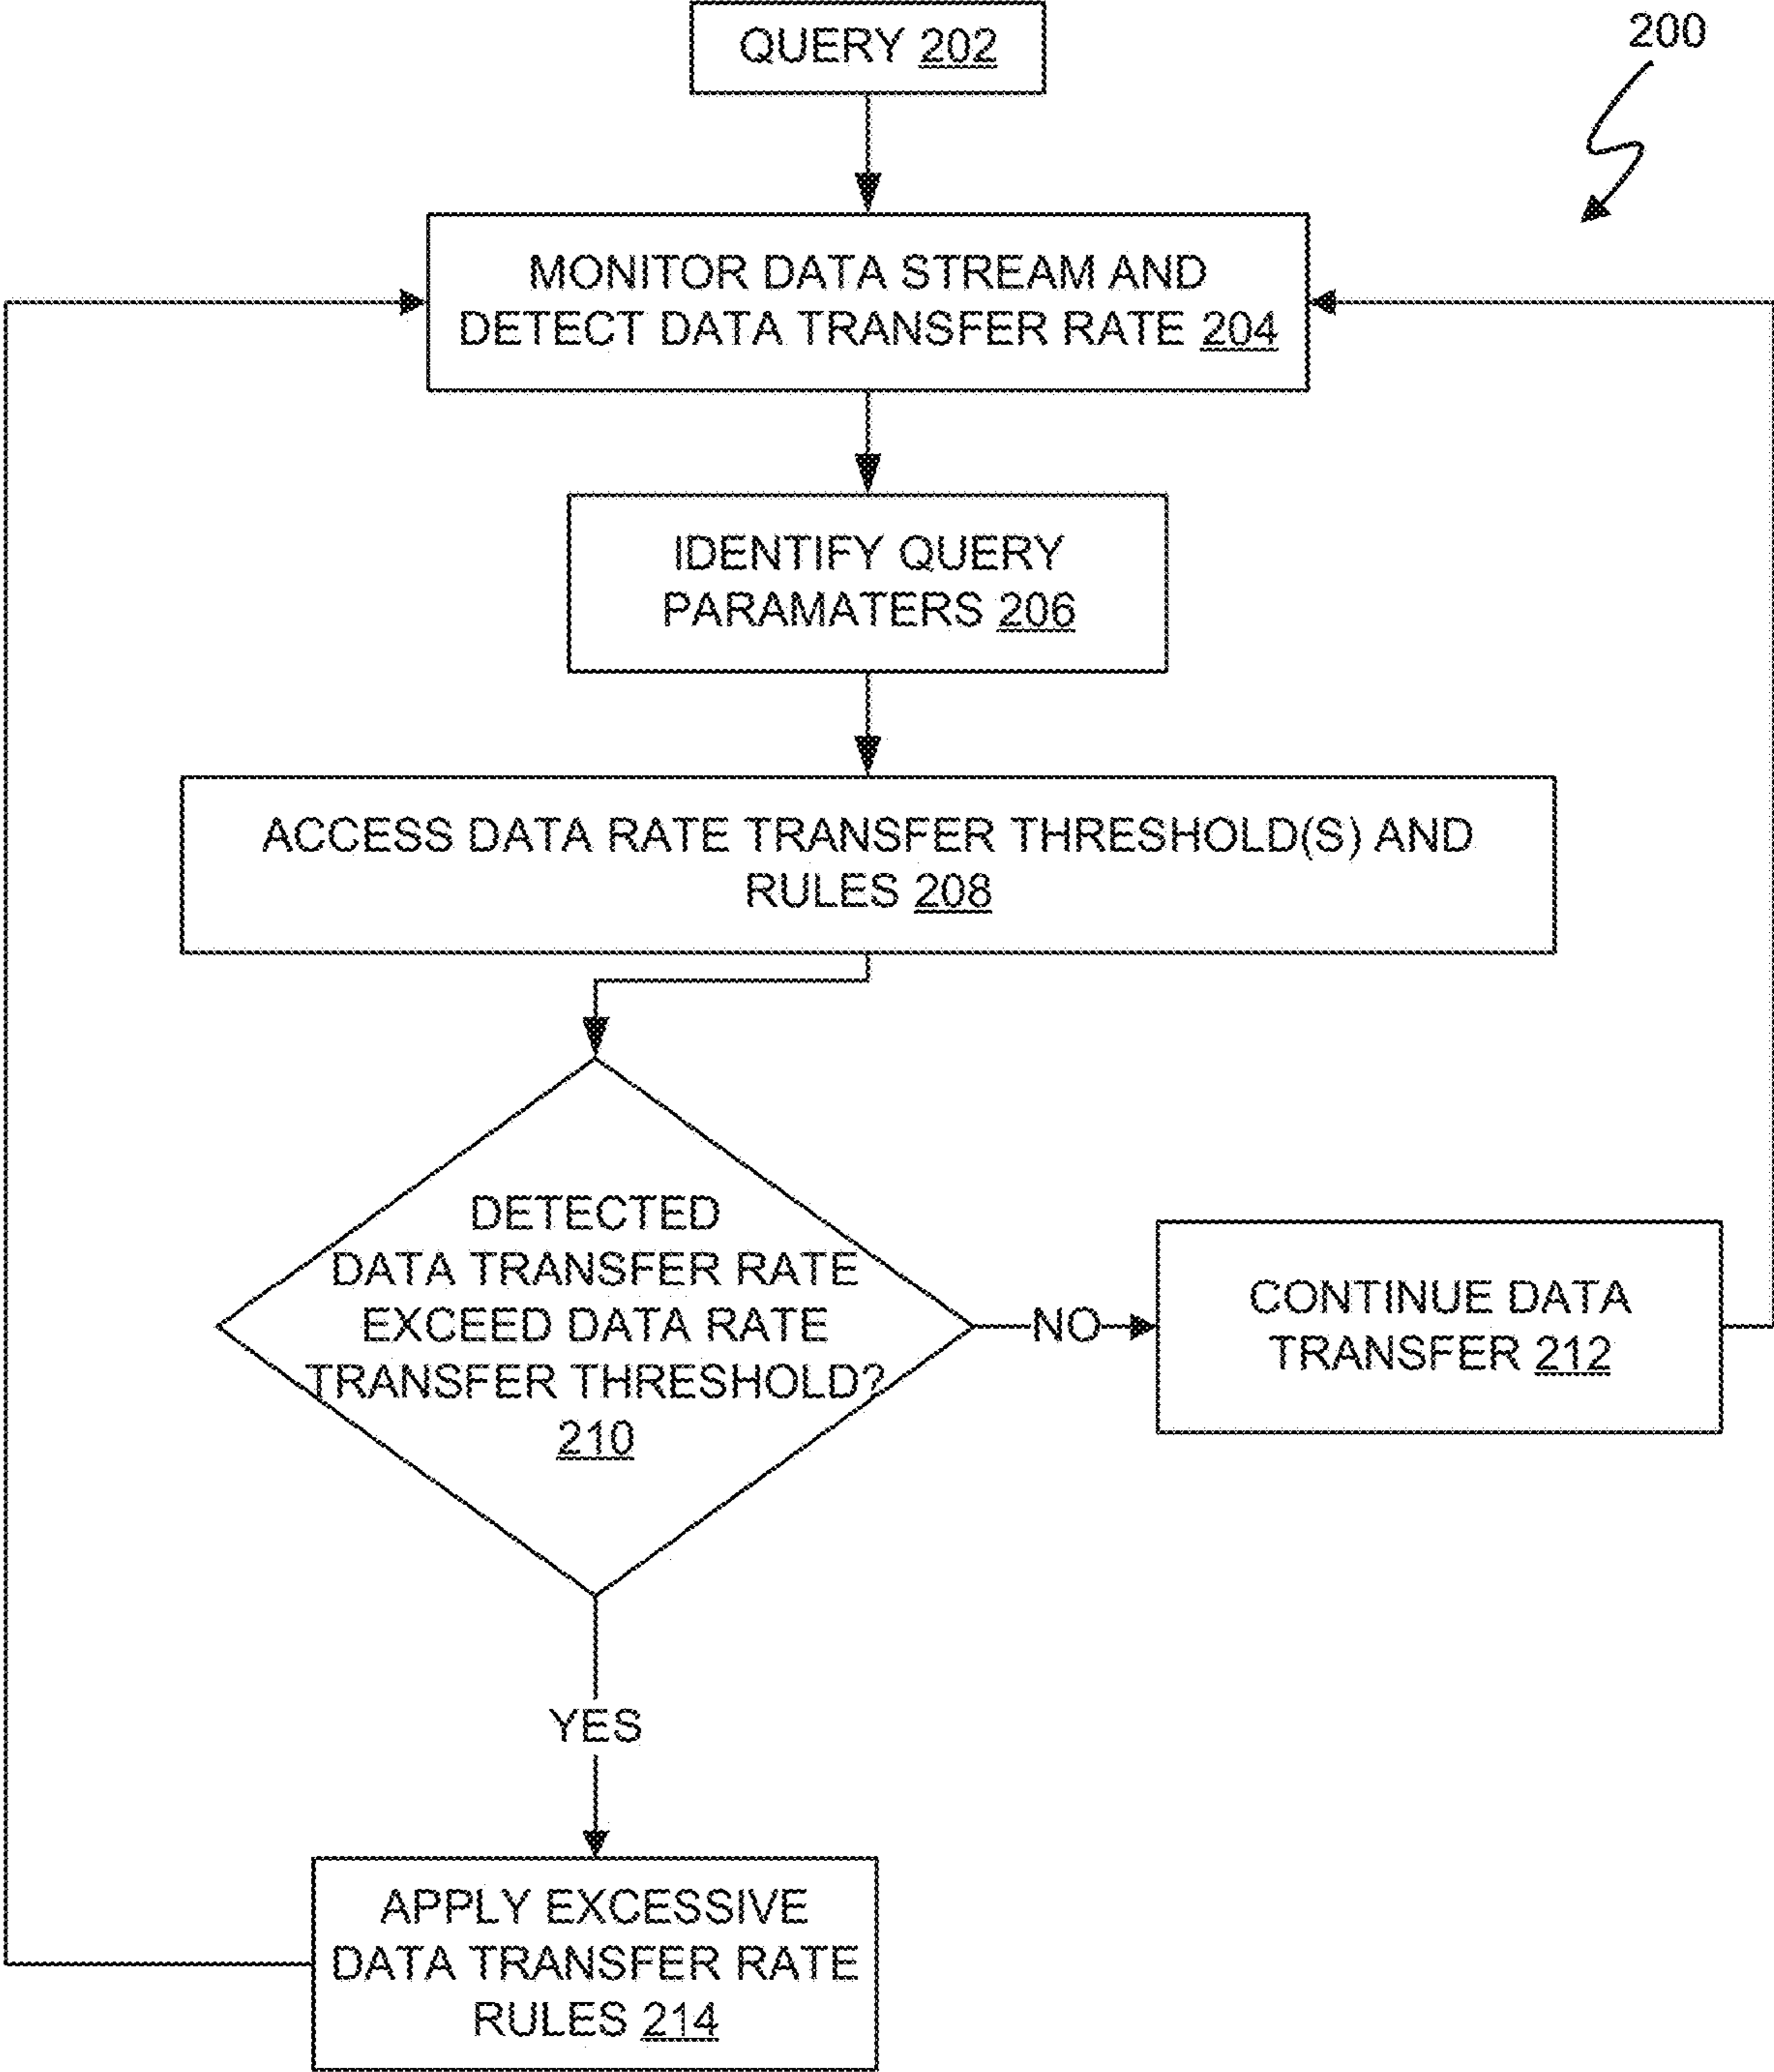 QUERY 202
200
MONITOR DATA STREAM AND
DETECT DATA TRANSFER RATE 204
IDENTIFY QUERY
PARAMATERS 206
ACCESS DATA RATE TRANSFER THRESHOLD(S) AND
RULES 208
DETECTED
DATA TRANSFER RATE
EXCEED DATA RATE
TRANSFER THRESHOLD?
210
NO
CONTINUE DATA
TRANSFER 212
YES
APPLY EXCESSIVE
DATA TRANSFER RATE
RULES 214